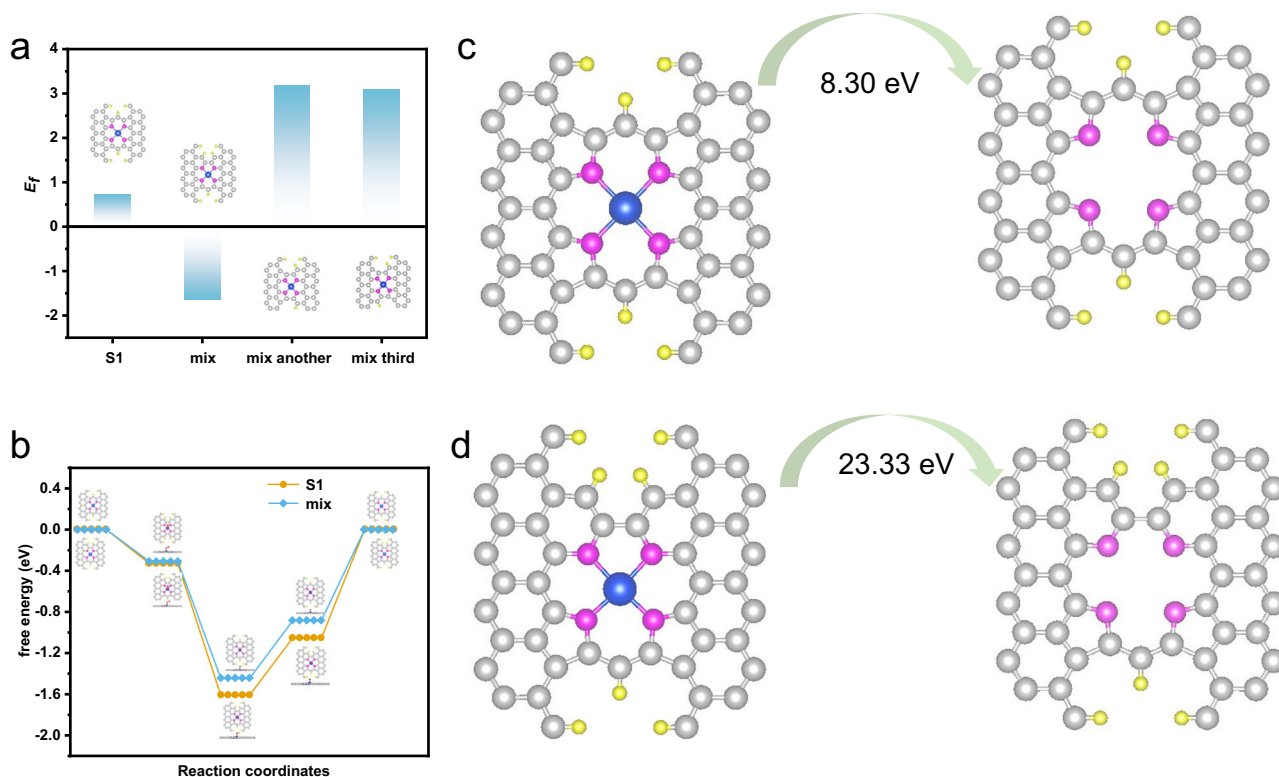 a
4
3
2
1
0
-1
-2
E_f
S1
mix
mix another
mix third
c
8.30 eV
b
0.4
0.0
-0.4
-0.8
-1.2
-1.6
-2.0
free energy (eV)
S1
mix
Reaction coordinates
d
23.33 eV